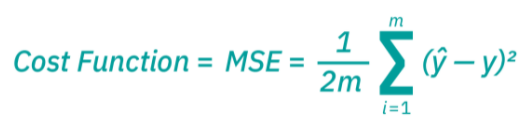 Cost Function = MSE = 1/2m m∑i=1 (ŷ – y)²